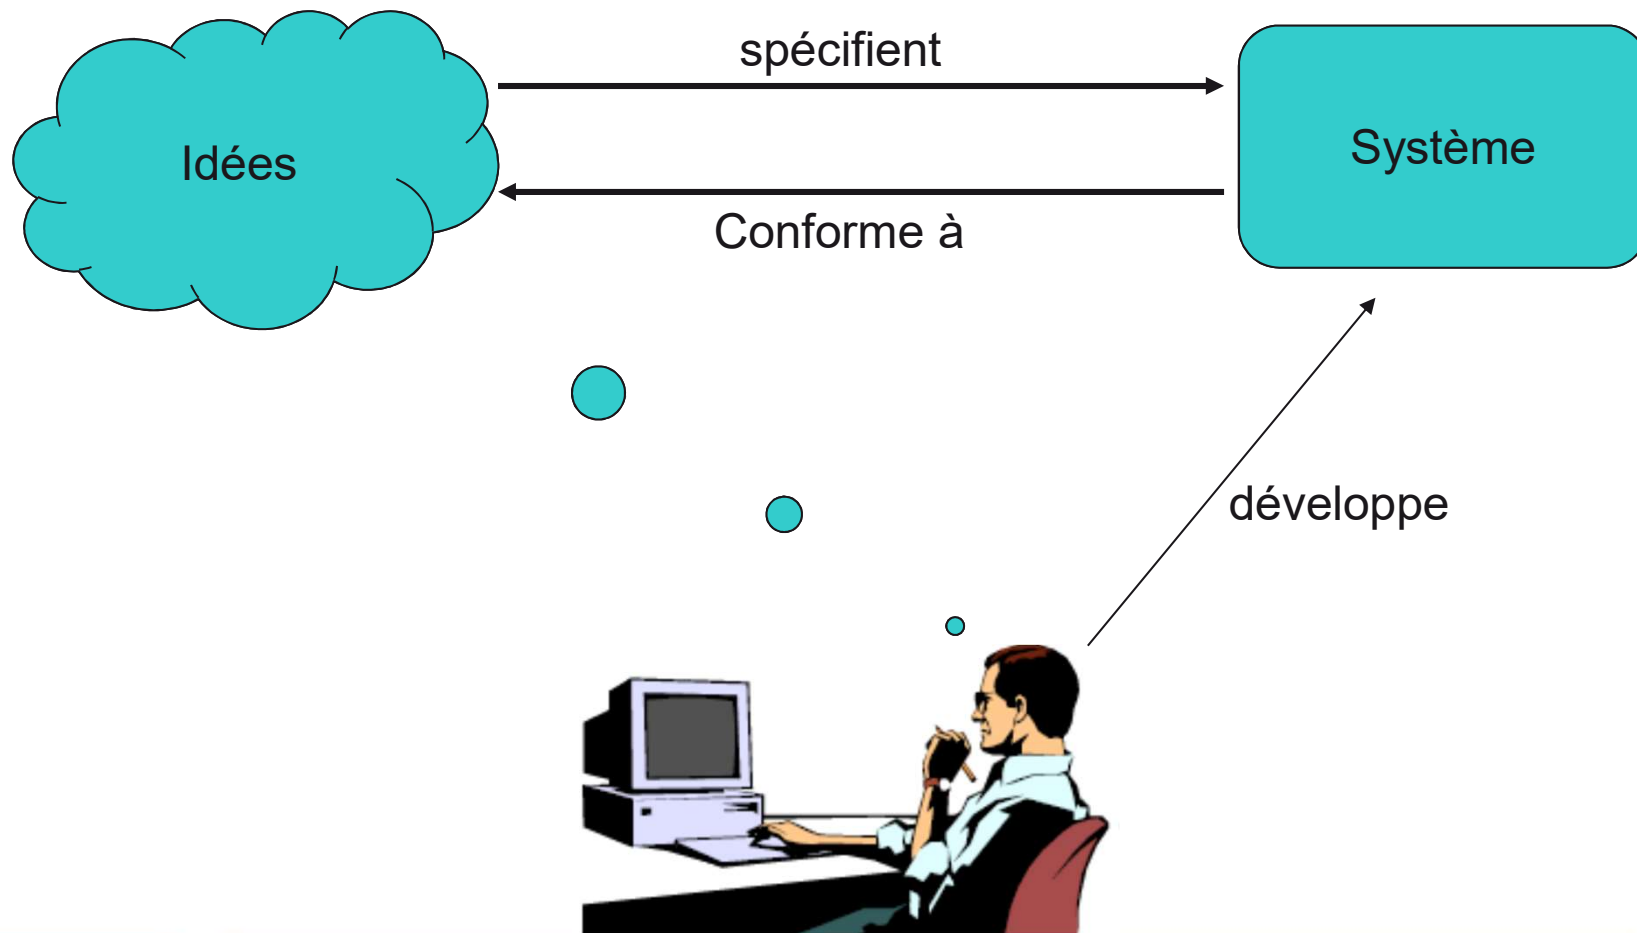 spécifient
Idées
Système
Conforme à
développe